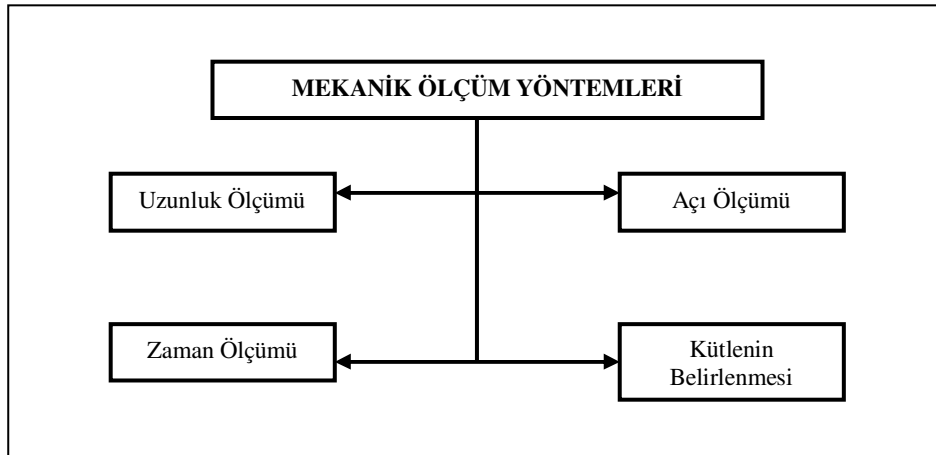 MEKANİK ÖLÇÜM YÖNTEMLERİ
Uzunluk Ölçümü
Açı Ölçümü
Zaman Ölçümü
Kütlenin
Belirlenmesi